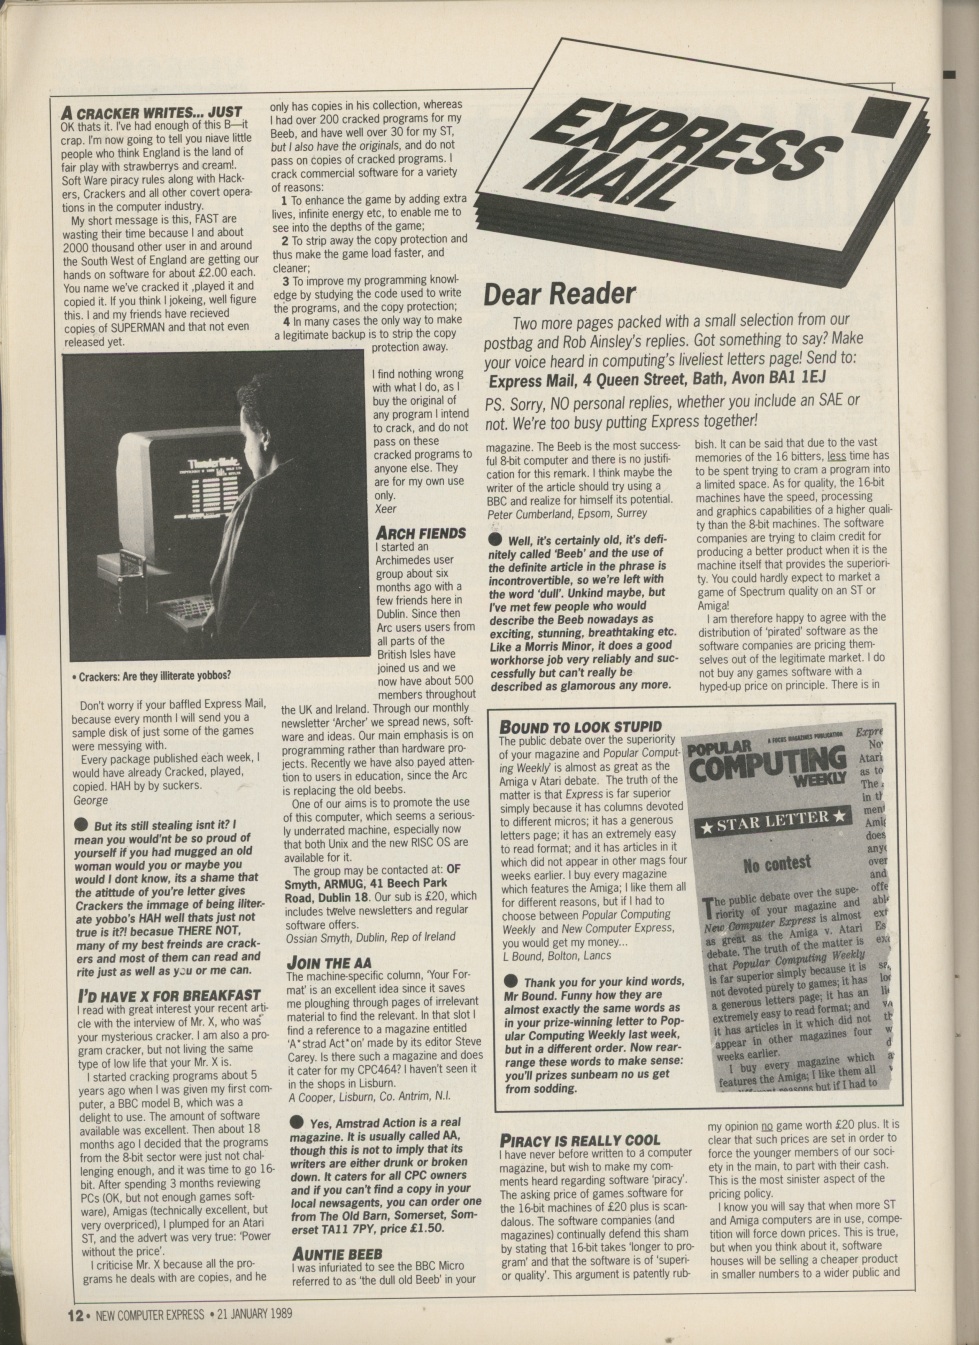 A CRACKER WRITES... JUST
OK thats it. I've had enough of this B—it
crap. I'm now going to tell you niave little
people who think England is the land of
fair play with strawberrys and cream!.
Soft Ware piracy rules along with Hack-
ers, Crackers and all other covert opera-
tions in the computer industry.
My short message is this, FAST are
wasting their time because I and about
2000 thousand other user in and around
the South West of England are getting our
hands on software for about £2.00 each.
You name we've cracked it ,played it and
copied it. If you think I jokeing, well figure
this. I and my friends have recieved
copies of SUPERMAN and that not even
released yet.
• Crackers: Are they illiterate yobbos?
Don't worry if your baffled Express Mail,
because every month I will send you a
sample disk of just some of the games
were messying with.
Every package published each week, I
would have already Cracked, played,
copied. HAH by by suckers.
George
● But its still stealing isnt it? I
mean you would'nt be so proud of
yourself if you had mugged an old
woman would you or maybe you
would I dont know, its a shame that
the atitude of you're letter gives
Crackers the immage of being illiter-
ate yobbo's HAH well thats just not
true is it?! becasue THERE NOT,
many of my best freinds are crack-
ers and most of them can read and
rite just as well as you or me can.
I'D HAVE X FOR BREAKFAST
I read with great interest your recent arti-
cle with the interview of Mr. X, who was
your mysterious cracker. I am also a pro-
gram cracker, but not living the same
type of low life that your Mr. X is.
I started cracking programs about 5
years ago when I was given my first com-
puter, a BBC model B, which was a
delight to use. The amount of software
available was excellent. Then about 18
months ago I decided that the programs
from the 8-bit sector were just not chal-
lenging enough, and it was time to go 16-
bit. After spending 3 months reviewing
PCs (OK, but not enough games soft-
ware), Amigas (technically excellent, but
very overpriced), I plumped for an Atari
ST, and the advert was very true: 'Power
without the price'.
I criticise Mr. X because all the pro-
grams he deals with are copies, and he
only has copies in his collection, whereas
I had over 200 cracked programs for my
Beeb, and have well over 30 for my ST,
but I also have the originals, and do not
pass on copies of cracked programs. I
crack commercial software for a variety
of reasons:
1 To enhance the game by adding extra
lives, infinite energy etc, to enable me to
see into the depths of the game;
2 To strip away the copy protection and
thus make the game load faster, and
cleaner;
3 To improve my programming knowl-
edge by studying the code used to write
the programs, and the copy protection;
4 In many cases the only way to make
a legitimate backup is to strip the copy
protection away.
I find nothing wrong
with what I do, as I
buy the original of
any program I intend
to crack, and do not
pass on these
cracked programs to
anyone else. They
are for my own use
only.
Xeer
ARCH FIENDS
I started an
Archimedes user
group about six
months ago with a
few friends here in
Dublin. Since then
Arc users users from
all parts of the
British Isles have
joined us and we
now have about 500
members throughout
the UK and Ireland. Through our monthly
newsletter 'Archer' we spread news, soft-
ware and ideas. Our main emphasis is on
programming rather than hardware pro-
jects. Recently we have also payed atten-
tion to users in education, since the Arc
is replacing the old beebs.
One of our aims is to promote the use
of this computer, which seems a serious-
ly underrated machine, especially now
that both Unix and the new RISC OS are
available for it.
The group may be contacted at: OF
Smyth, ARMUG, 41 Beech Park
Road, Dublin 18. Our sub is £20, which
includes twelve newsletters and regular
software offers.
Ossian Smyth, Dublin, Rep of Ireland
JOIN THE AA
The machine-specific column, 'Your For-
mat' is an excellent idea since it saves
me ploughing through pages of irrelevant
material to find the relevant. In that slot I
find a reference to a magazine entitled
'A*strad Act*on' made by its editor Steve
Carey. Is there such a magazine and does
it cater for my CPC464? I haven't seen it
in the shops in Lisburn.
A Cooper, Lisburn, Co. Antrim, N.I.
● Yes, Amstrad Action is a real
magazine. It is usually called AA,
though this is not to imply that its
writers are either drunk or broken
down. It caters for all CPC owners
and if you can't find a copy in your
local newsagents, you can order one
from The Old Barn, Somerset, Som-
erset TA11 7PY, price £1.50.
AUNTIE BEEB
I was infuriated to see the BBC Micro
referred to as 'the dull old Beeb' in your
EXPRESS
MAIL
Dear Reader
Two more pages packed with a small selection from our
postbag and Rob Ainsley's replies. Got something to say? Make
your voice heard in computing's liveliest letters page! Send to:
Express Mail, 4 Queen Street, Bath, Avon BA1 1EJ
PS. Sorry, NO personal replies, whether you include an SAE or
not. We're too busy putting Express together!
magazine. The Beeb is the most success-
ful 8-bit computer and there is no justifi-
cation for this remark. I think maybe the
writer of the article should try using a
BBC and realize for himself its potential.
Peter Cumberland, Epsom, Surrey
● Well, it's certainly old, it's defi-
nitely called 'Beeb' and the use of
the definite article in the phrase is
incontrovertible, so we're left with
the word 'dull'. Unkind maybe, but
I've met few people who would
describe the Beeb nowadays as
exciting, stunning, breathtaking etc.
Like a Morris Minor, it does a good
workhorse job very reliably and suc-
cessfully but can't really be
described as glamorous any more.
BOUND TO LOOK STUPID
The public debate over the superiority
of your magazine and Popular Comput-
ing Weekly' is almost as great as the
Amiga v Atari debate. The truth of the
matter is that Express is far superior
simply because it has columns devoted
to different micros; it has a generous
letters page; it has an extremely easy
to read format; and it has articles in it
which did not appear in other mags four
weeks earlier. I buy every magazine
which features the Amiga; I like them all
for different reasons, but if I had to
choose between Popular Computing
Weekly and New Computer Express,
you would get my money...
L Bound, Bolton, Lancs
● Thank you for your kind words,
Mr Bound. Funny how they are
almost exactly the same words as
in your prize-winning letter to Pop-
ular Computing Weekly last week,
but in a different order. Now rear-
range these words to make sense:
you'll prizes sunbeam no us get
from sodding.
A FOCUS MAGAZINES PUBLICATION
POPULAR
COMPUTING
WEEKLY
★ STAR LETTER ★
No contest
The public debate over the supe-
riority of your magazine and
New Computer Express is almost
as great as the Amiga v. Atari
debate. The truth of the matter is
that Popular Computing Weekly
is far superior simply because it is
not devoted purely to games; it has
a generous letters page; it has an
extremely easy to read format; and
it has articles in it which did not
appear in other magazines four
weeks earlier.
I buy every magazine which
features the Amiga; I like them all
reasons but if I had to
Expre
No
Atari
as to
The
in th
men
Ami
does
any
over
and
offe
able
ext
Es
PIRACY IS REALLY COOL
I have never before written to a computer
magazine, but wish to make my com-
ments heard regarding software 'piracy'.
The asking price of games software for
the 16-bit machines of £20 plus is scan-
dalous. The software companies (and
magazines) continually defend this sham
by stating that 16-bit takes 'longer to pro-
gram' and that the software is of 'superi-
or quality'. This argument is patently rub-
bish. It can be said that due to the vast
memories of the 16 bitters, less time has
to be spent trying to cram a program into
a limited space. As for quality, the 16-bit
machines have the speed, processing
and graphics capabilities of a higher quali-
ty than the 8-bit machines. The software
companies are trying to claim credit for
producing a better product when it is the
machine itself that provides the superiori-
ty. You could hardly expect to market a
game of Spectrum quality on an ST or
Amiga!
I am therefore happy to agree with the
distribution of 'pirated' software as the
software companies are pricing them-
selves out of the legitimate market. I do
not buy any games software with a
hyped-up price on principle. There is in
my opinion no game worth £20 plus. It is
clear that such prices are set in order to
force the younger members of our soci-
ety in the main, to part with their cash.
This is the most sinister aspect of the
pricing policy.
I know you will say that when more ST
and Amiga computers are in use, compe-
tition will force down prices. This is true,
but when you think about it, software
houses will be selling a cheaper product
in smaller numbers to a wider public and
12 • NEW COMPUTER EXPRESS • 21 JANUARY 1989